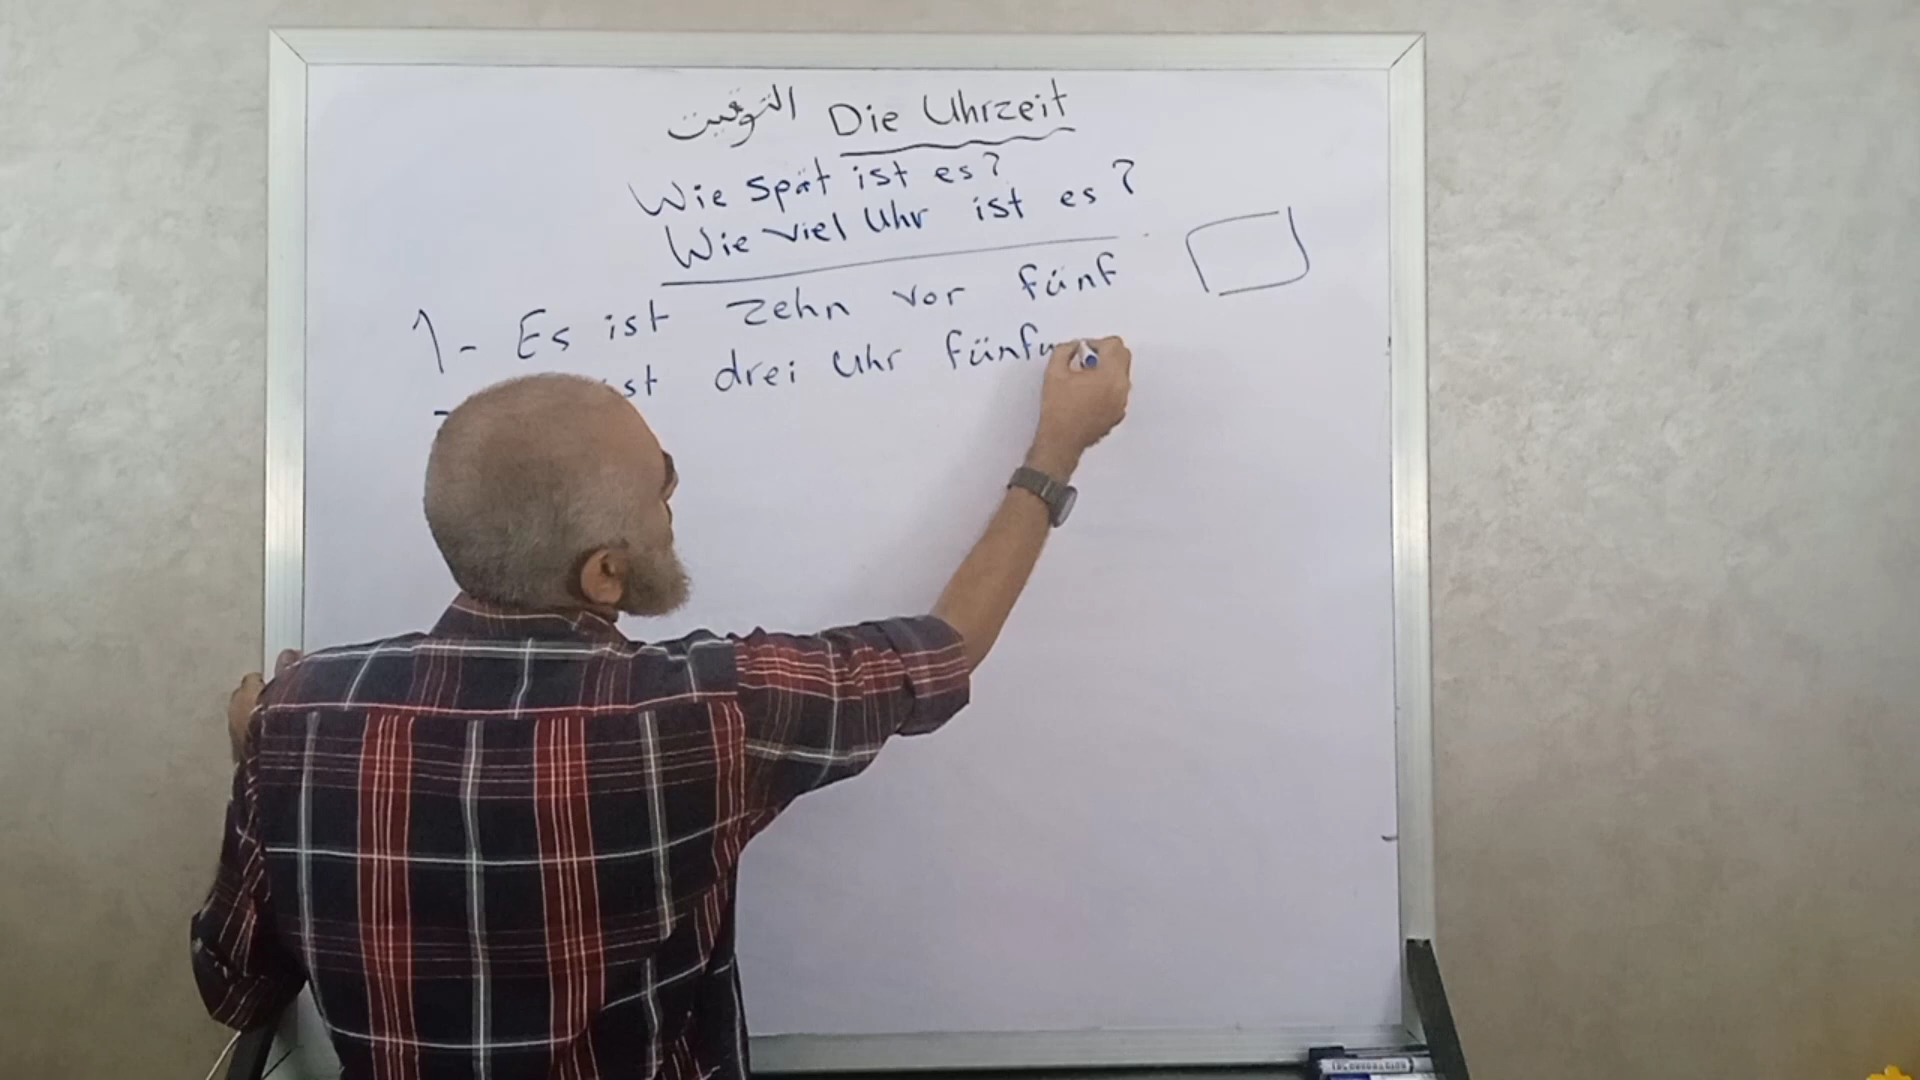 التوقيت Die Uhrzeit
Wie spät ist es?
Wie viel Uhr ist es?
1- Es ist zehn vor fünf
drei Uhr fünfu